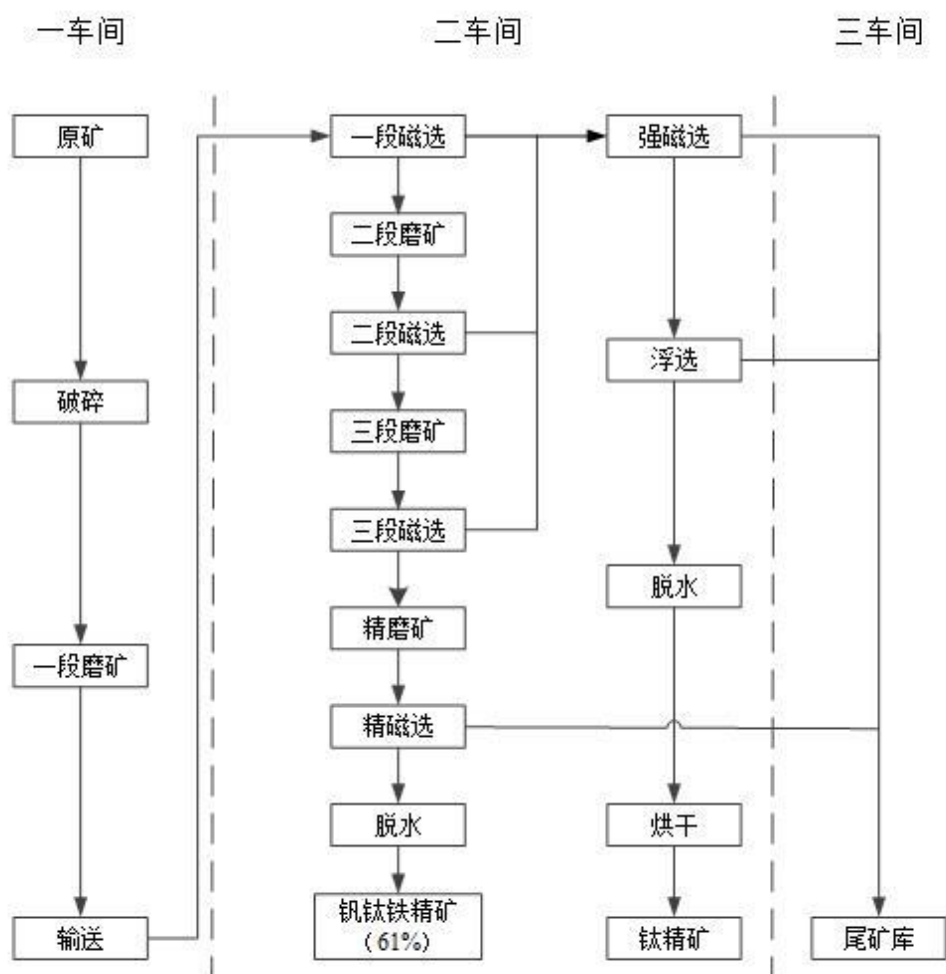 一车间
二车间
三车间
原矿
一段磁选
强磁选
二段磨矿
二段磁选
浮选
破碎
三段磨矿
三段磁选
脱水
精磨矿
一段磨矿
精磁选
脱水
烘干
输送
钒钛铁精矿
（61%）
钛精矿
尾矿库